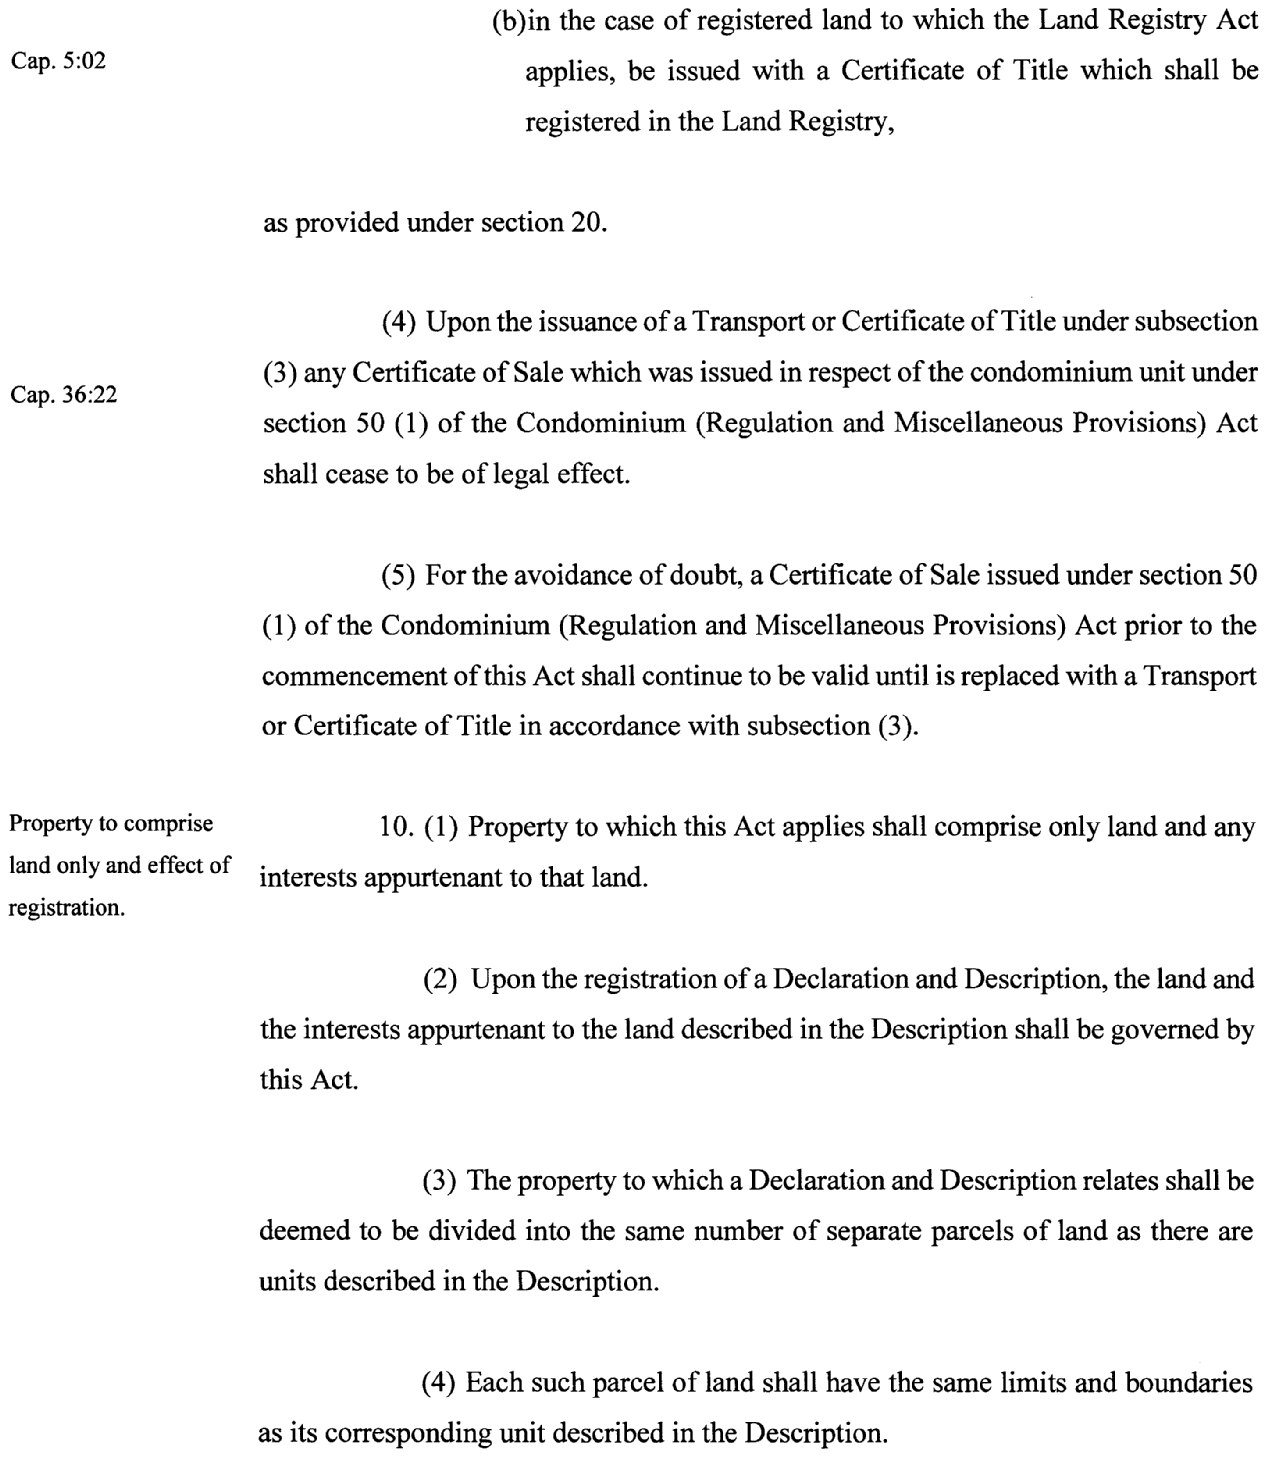 (b)in the case of registered land to which the Land Registry Act
Cap. 5:02
applies, be issued with a Certificate of Title which shall be
registered in the Land Registry,
as provided under section 20.
(4) Upon the issuance of a Transport or Certificate of Title under subsection
(3) any Certificate of Sale which was issued in respect of the condominium unit under
Cap. 36:22
section 50 (1) of the Condominium (Regulation and Miscellaneous Provisions) Act
shall cease to be of legal effect.
(5) For the avoidance of doubt, a Certificate of Sale issued under section 50
(1) of the Condominium (Regulation and Miscellaneous Provisions) Act prior to the
commencement of this Act shall continue to be valid until is replaced with a Transport
or Certificate of Title in accordance with subsection (3).
Property to comprise
land only and effect of
registration.
10. (1) Property to which this Act applies shall comprise only land and any
interests appurtenant to that land.
(2) Upon the registration of a Declaration and Description, the land and
the interests appurtenant to the land described in the Description shall be governed by
this Act.
(3) The property to which a Declaration and Description relates shall be
deemed to be divided into the same number of separate parcels of land as there are
units described in the Description.
(4) Each such parcel of land shall have the same limits and boundaries
as its corresponding unit described in the Description.